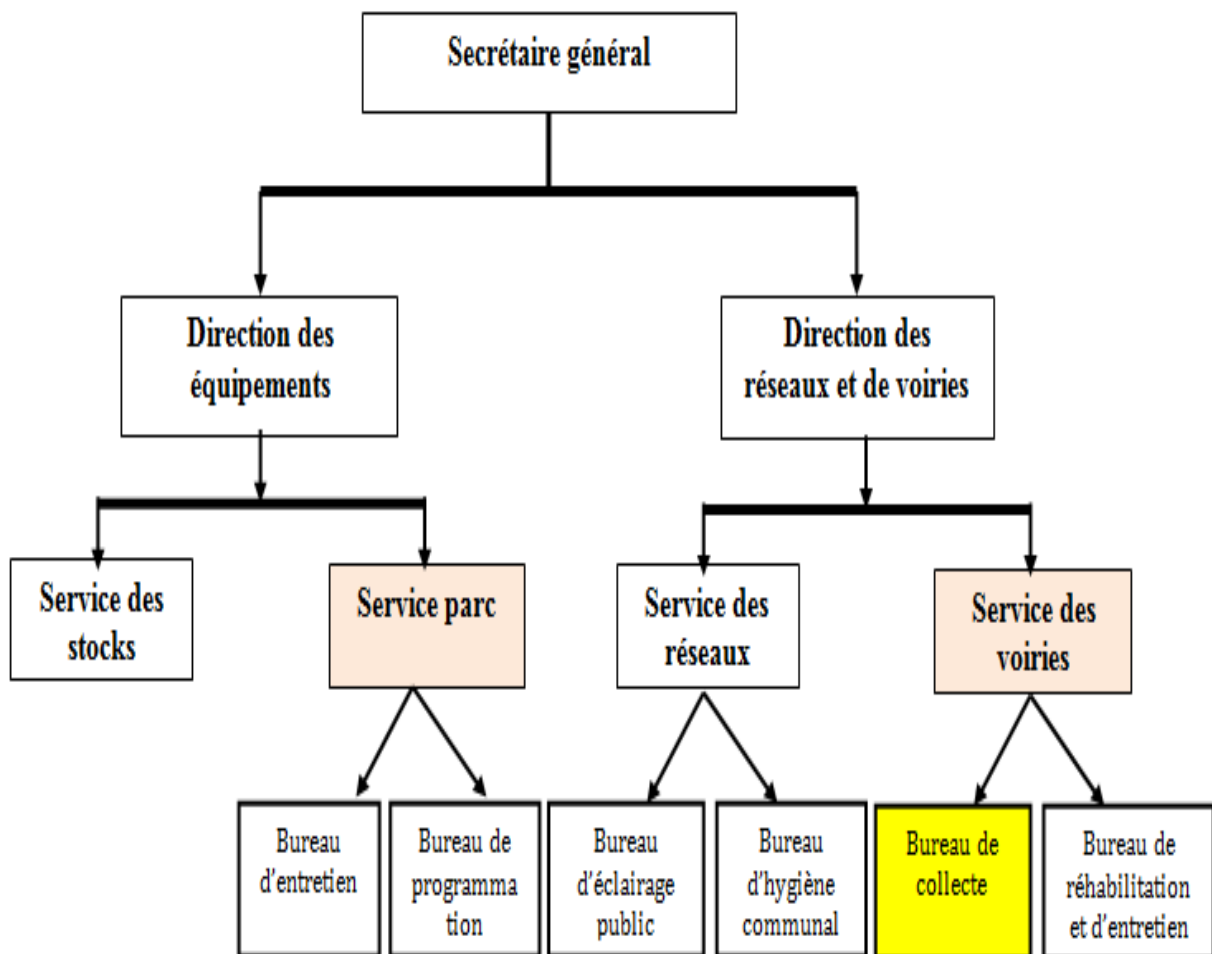 Secrétaire général
Direction des
équipements
Direction des
réseaux et de voiries
Service des
stocks
Service parc
Service des
réseaux
Service des
voiries
Bureau
d'entretien
Bureau de
programma
tion
Bureau
d'éclairage
public
Bureau
d'hygiène
communal
Bureau de
collecte
Bureau de
réhabilitation
et d'entretien